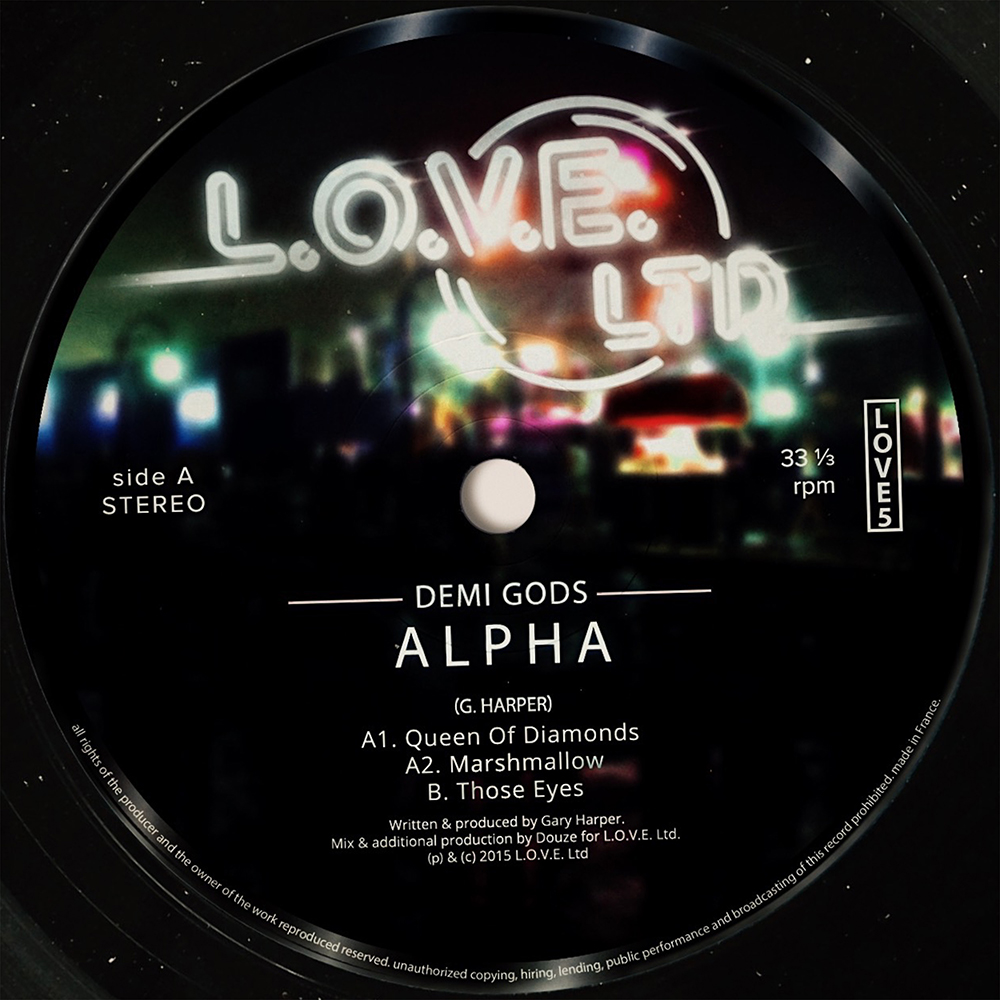 L.O.V.E.
LTD
side A
STEREO
33 ⅓
rpm
LOVE5
DEMI GODS
ALPHA
(G. HARPER)
A1. Queen Of Diamonds
A2. Marshmallow
B. Those Eyes
Written & produced by Gary Harper.
Mix & additional production by Douze for L.O.V.E. Ltd.
(p) & (c) 2015 L.O.V.E. Ltd
all rights of the producer and the owner of the work reproduced reserved. unauthorized copying, hiring, lending, public performance and broadcasting of this record prohibited. made in France.